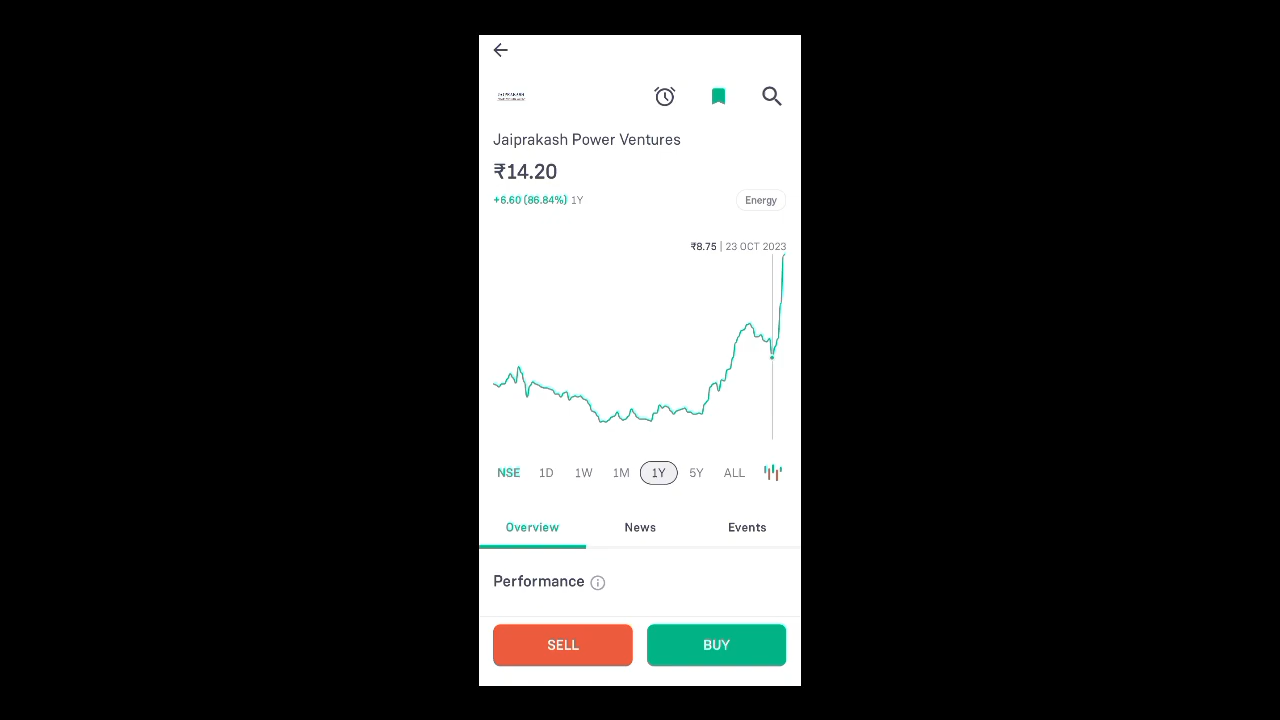 JAIPRAKASH
Jaiprakash Power Ventures
₹14.20
+6.60 (86.84%) 1Y
Energy
₹8.75 | 23 OCT 2023
NSE 1D 1W 1M 1Y 5Y ALL
Overview News Events
Performance
SELL BUY